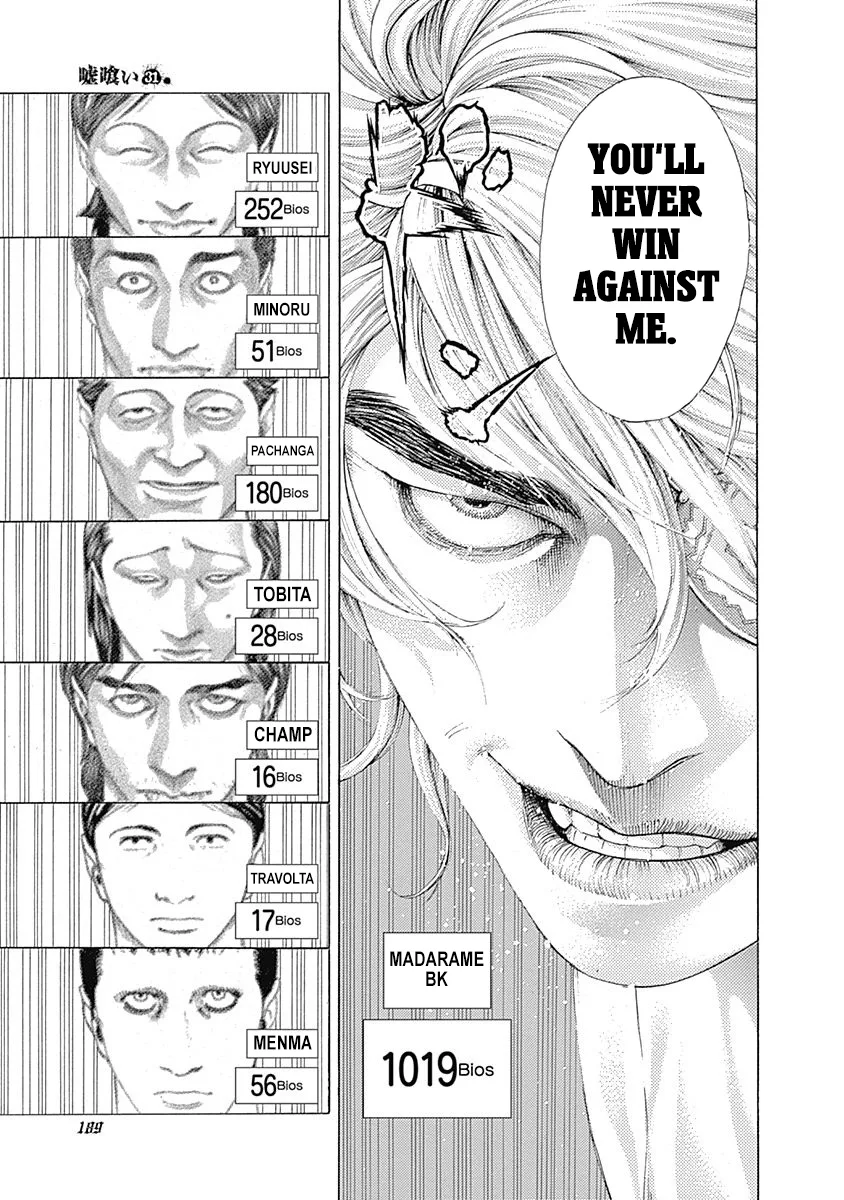 YOU'LL
NEVER
WIN
AGAINST
ME.
MADARAME
BK
1019Bios
嘘喰い 31.
RYUUSEI
252Bios
MINORU
51Bios
PACHANGA
180Bios
TOBITA
28Bios
CHAMP
16Bios
TRAVOLTA
17Bios
MENMA
56Bios
189